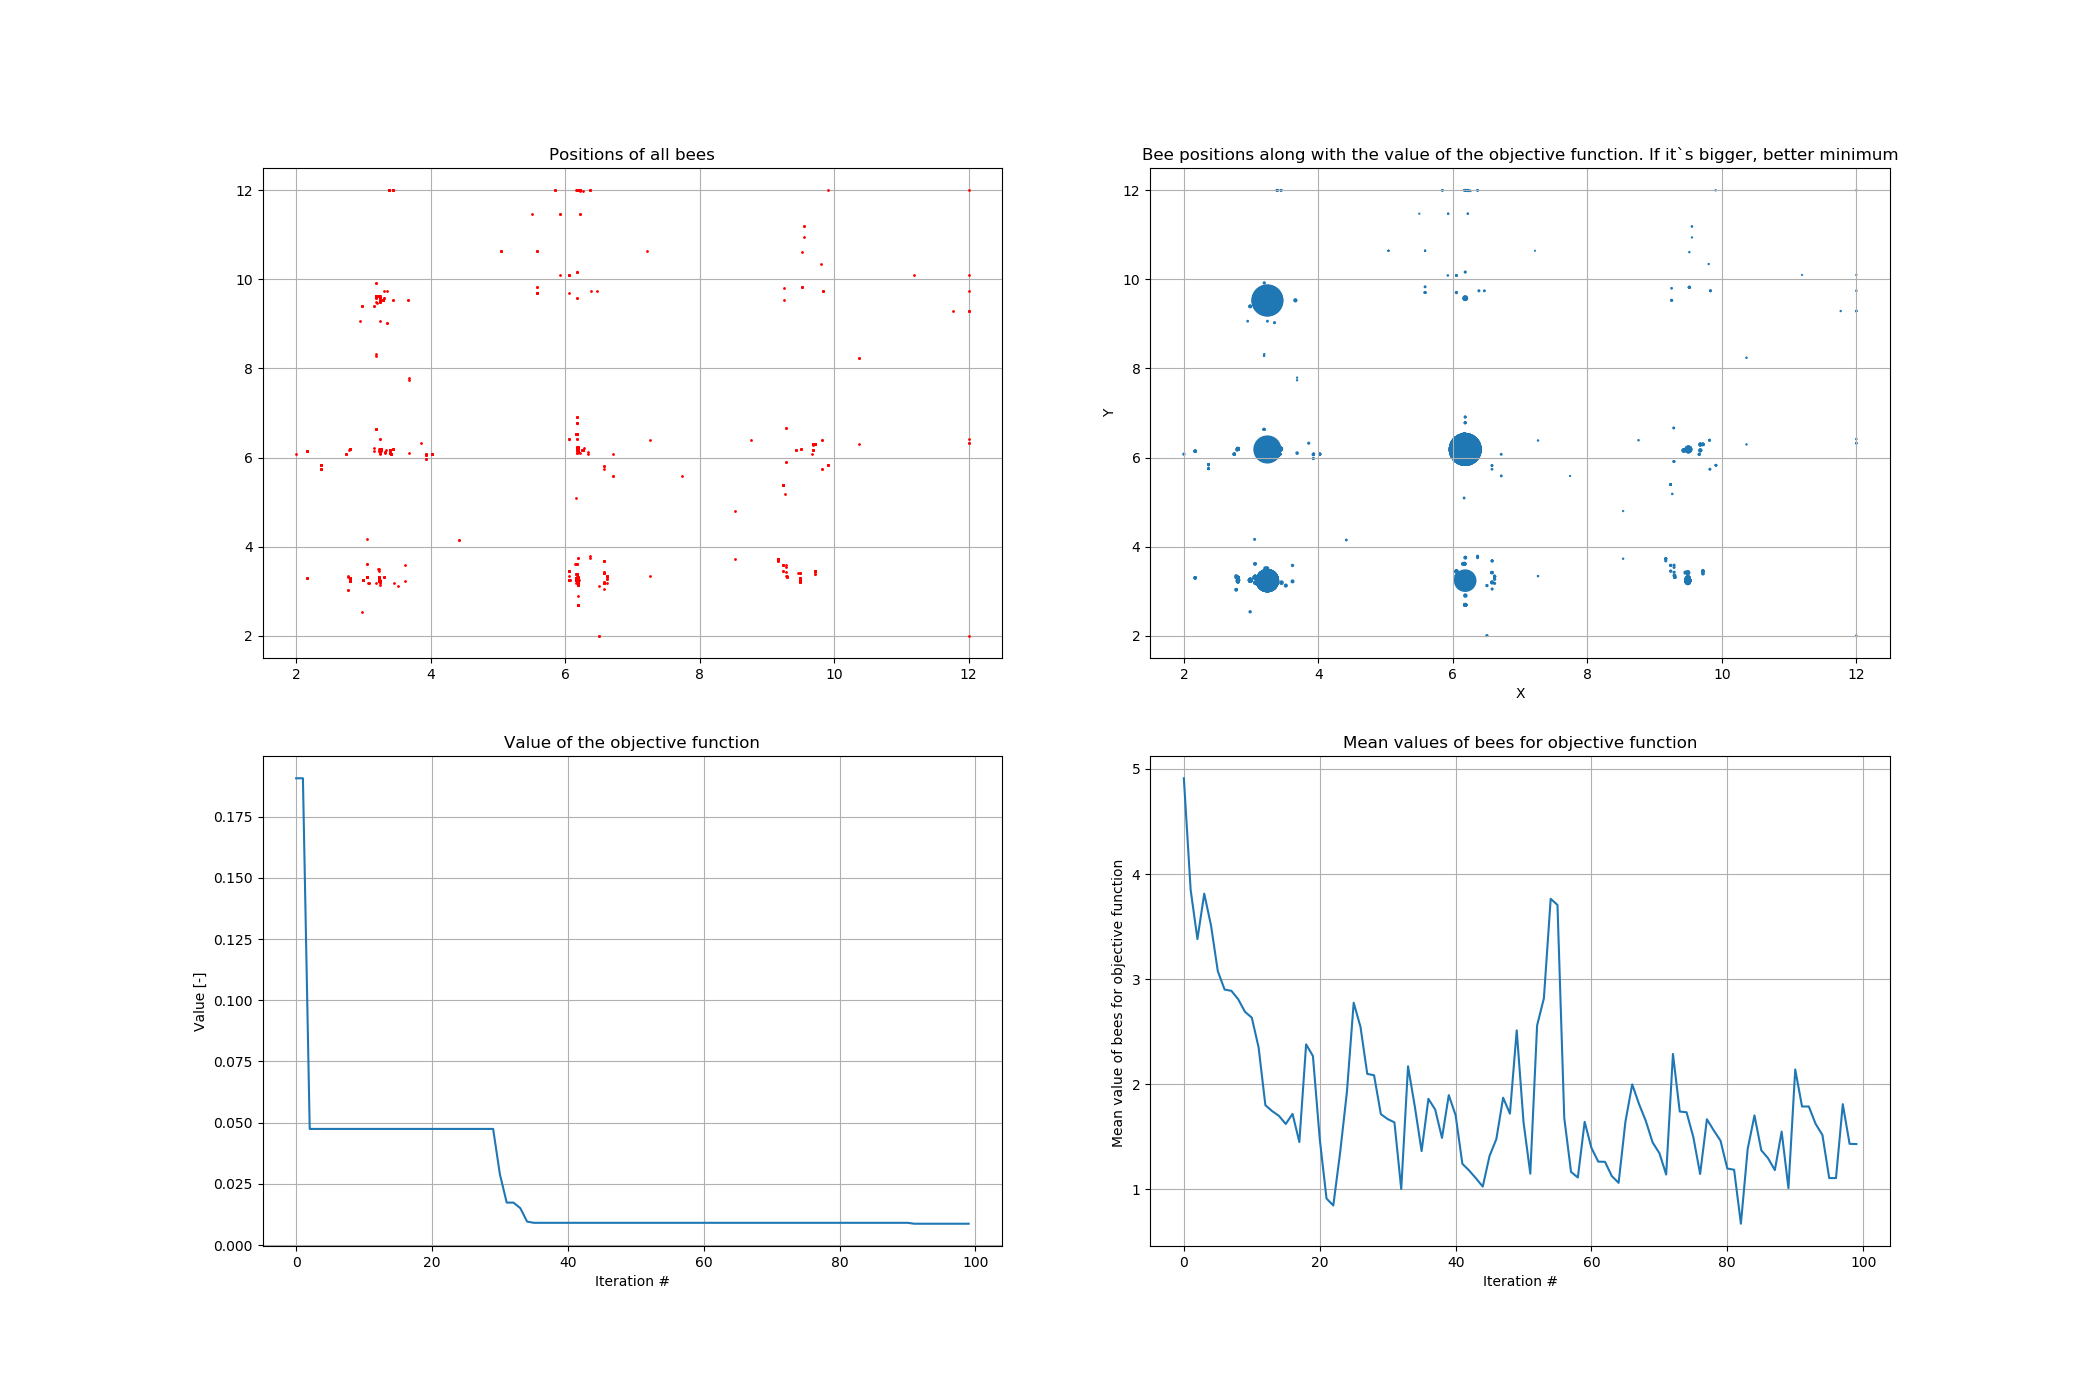 Positions of all bees
12
10
8
6
4
2
2 4 6 8 10 12
Bee positions along with the value of the objective function. If it`s bigger, better minimum
Y
12
10
8
6
4
2
2 4 6 8 10 12
X
Value of the objective function
Value [-]
0.175
0.150
0.125
0.100
0.075
0.050
0.025
0.000
0 20 40 60 80 100
Iteration #
Mean values of bees for objective function
Mean value of bees for objective function
5
4
3
2
1
0 20 40 60 80 100
Iteration #